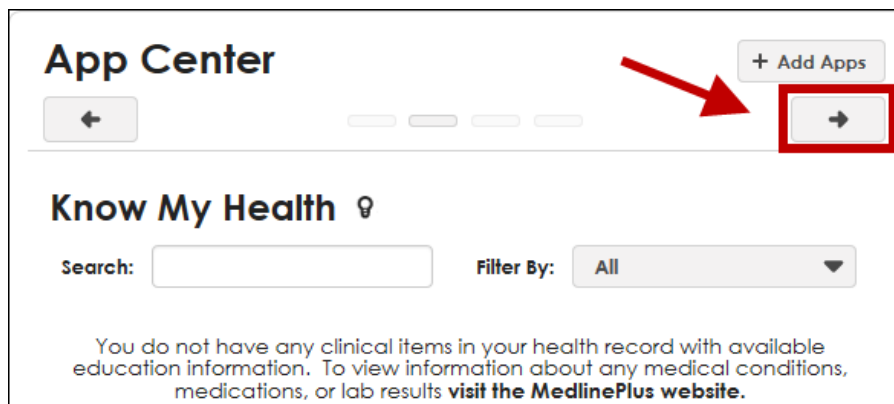 App Center
+ Add Apps
Know My Health
Search:
Filter By: All
You do not have any clinical items in your health record with available
education information. To view information about any medical conditions,
medications, or lab results visit the MedlinePlus website.